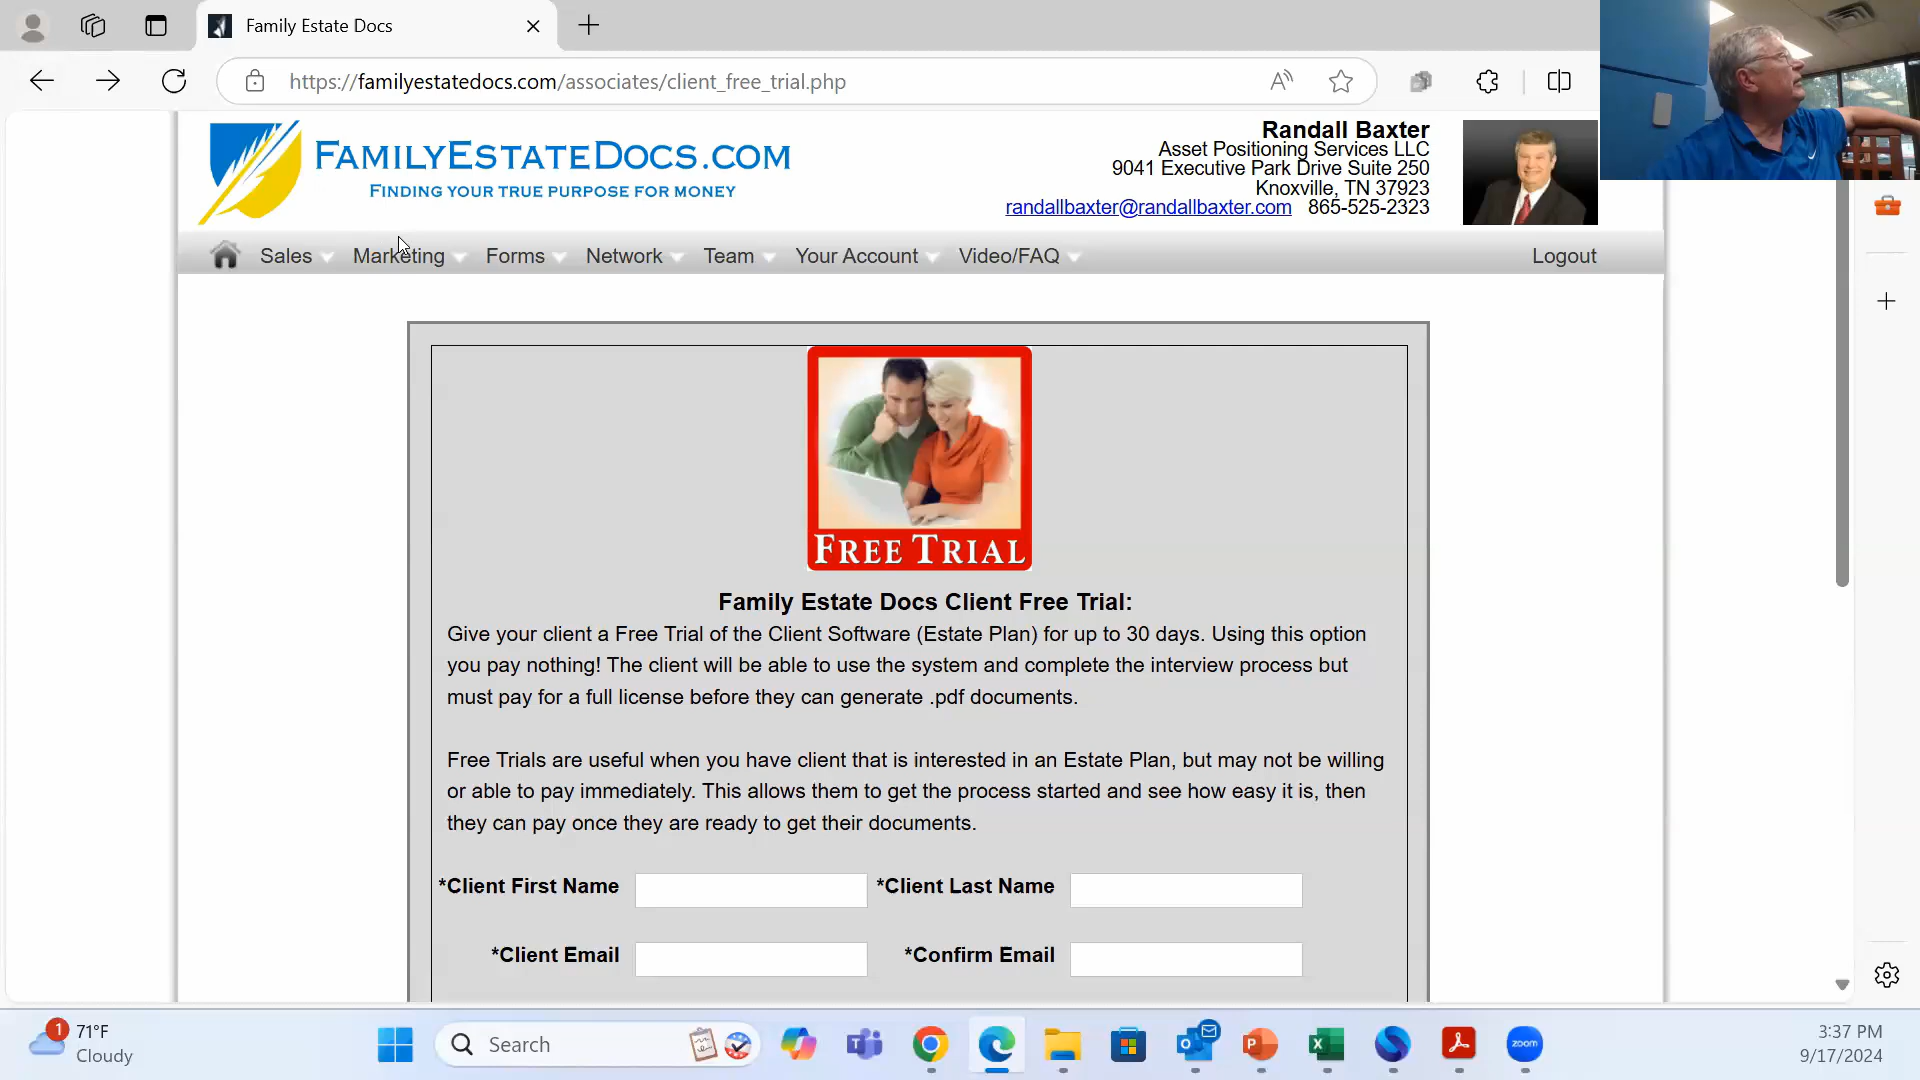 Family Estate Docs
https://familyestatedocs.com/associates/client_free_trial.php
FAMILYESTATEDOCS.COM
FINDING YOUR TRUE PURPOSE FOR MONEY
Randall Baxter
Asset Positioning Services LLC
9041 Executive Park Drive Suite 250
Knoxville, TN 37923
randallbaxter@randallbaxter.com 865-525-2323
Sales Marketing Forms Network Team Your Account Video/FAQ Logout
FREE TRIAL
Family Estate Docs Client Free Trial:
Give your client a Free Trial of the Client Software (Estate Plan) for up to 30 days. Using this option
you pay nothing! The client will be able to use the system and complete the interview process but
must pay for a full license before they can generate .pdf documents.
Free Trials are useful when you have client that is interested in an Estate Plan, but may not be willing
or able to pay immediately. This allows them to get the process started and see how easy it is, then
they can pay once they are ready to get their documents.
*Client First Name *Client Last Name
*Client Email *Confirm Email
1 71°F
Cloudy
Search
zoom
3:37 PM
9/17/2024